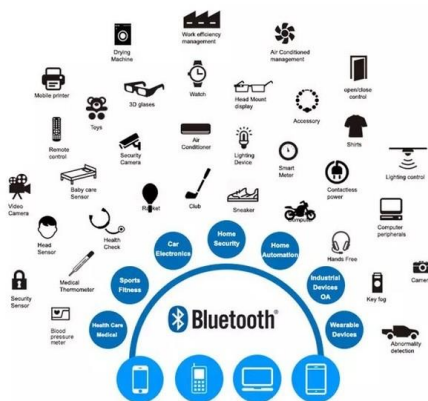 Drying
Machine
Work efficiency
management
Air Conditioned
management
Mobile printer
3D glases
Watch
Head Mount
display
open/close
control
Toys
Accessory
Remote
control
Security
Camera
Air
Conditioner
Lighting
Device
Smart
Meter
Shirts
Lighting control
Baby care
Sensor
Contactless
power
Video
Camera
Club
Sneaker
Computer
peripherals
Head
Sensor
Health
Check
Car
Electronics
Home
Security
Home
Automation
Hands Free
Camera
Security
Sensor
Medical
Thermometer
Sports
Fitness
Industrial
Devices
QA
Key fog
Blood
pressure
meter
Health Care
Medical
Bluetooth®
Wearable
Devices
Abnormality
detection